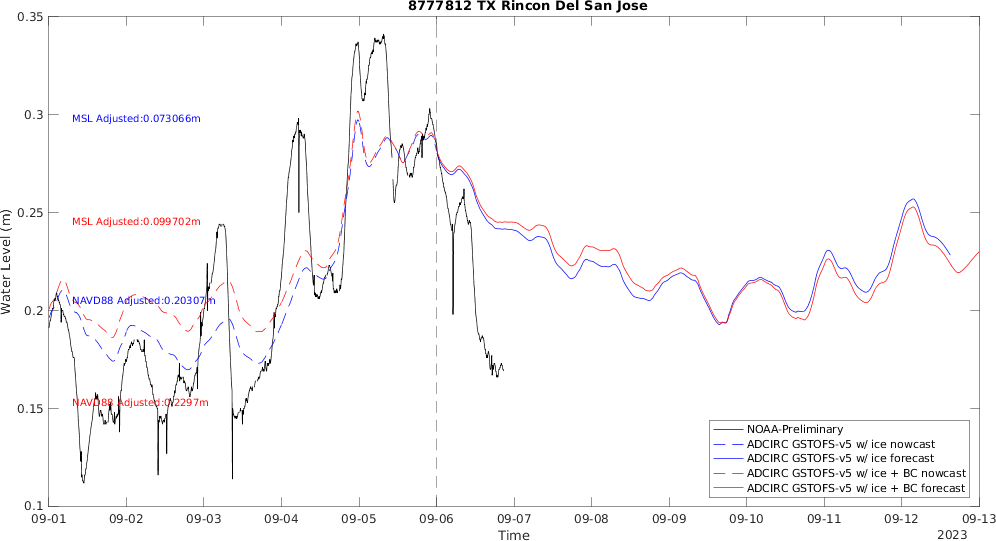 8777812 TX Rincon Del San Jose
Water Level (m)
0.35
0.3
0.25
0.2
0.15
0.1
MSL Adjusted:0.073066m
MSL Adjusted:0.099702m
NAVD88 Adjusted:0.20307m
NAVD88 Adjusted:0.2297m
NOAA-Preliminary
ADCIRC GSTOFS-v5 w/ ice nowcast
ADCIRC GSTOFS-v5 w/ ice forecast
ADCIRC GSTOFS-v5 w/ ice + BC nowcast
ADCIRC GSTOFS-v5 w/ ice + BC forecast
09-01 09-02 09-03 09-04 09-05 09-06 09-07 09-08 09-09 09-10 09-11 09-12 09-13
Time
2023